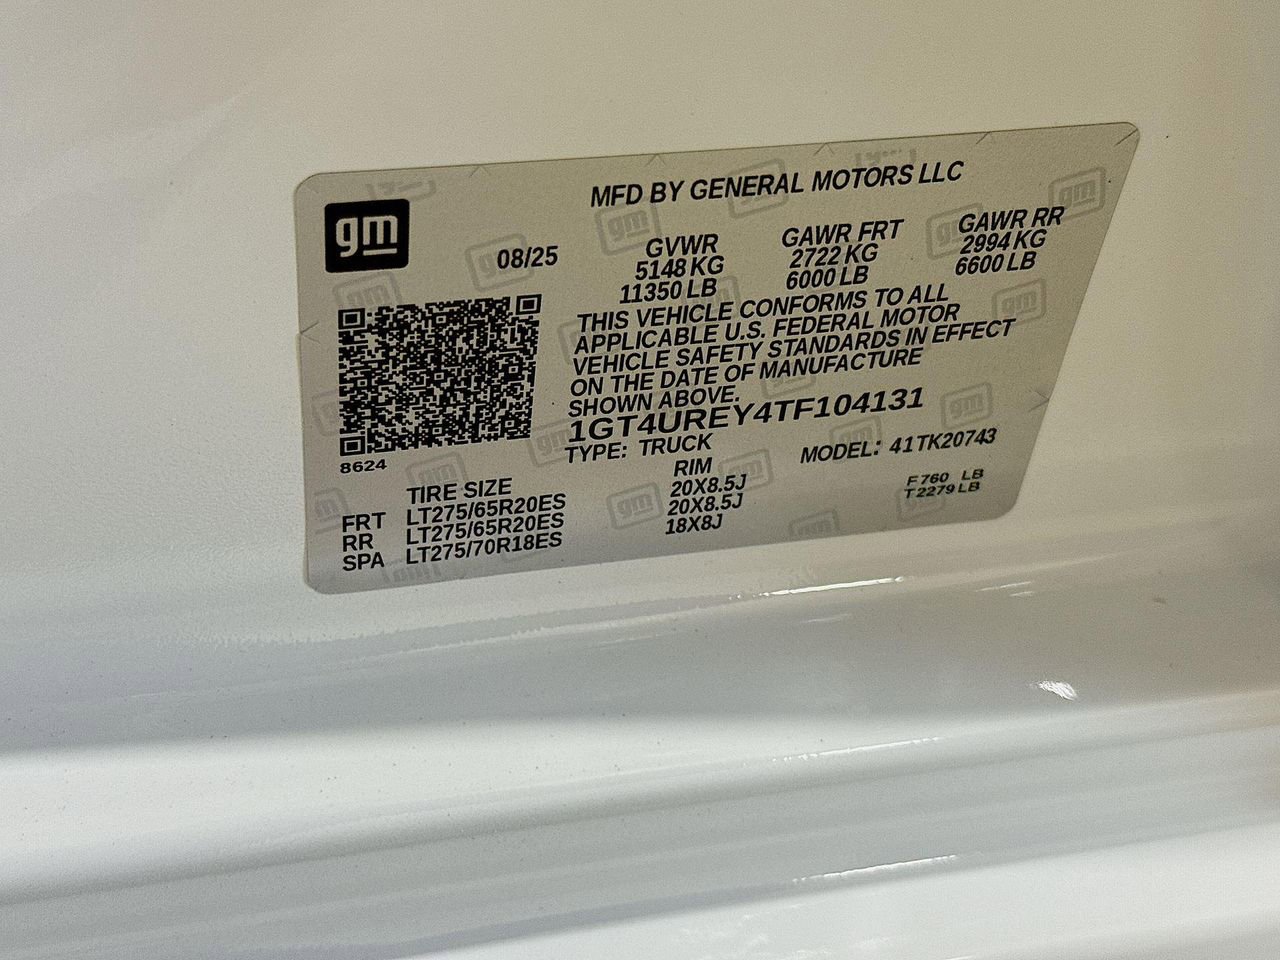 gm
MFD BY GENERAL MOTORS LLC
08/25
GVWR GAWR FRT GAWR RR
5148 KG 2722 KG 2994 KG
11350 LB 6000 LB 6600 LB
THIS VEHICLE CONFORMS TO ALL
APPLICABLE U.S. FEDERAL MOTOR
VEHICLE SAFETY STANDARDS IN EFFECT
ON THE DATE OF MANUFACTURE
SHOWN ABOVE.
1GT4UREY4TF104131
8624
TYPE: TRUCK MODEL: 41TK20743
TIRE SIZE RIM
FRT LT275/65R20ES 20X8.5J
RR LT275/65R20ES 20X8.5J
SPA LT275/70R18ES 18X8J
F 760 LB
T 2279 LB